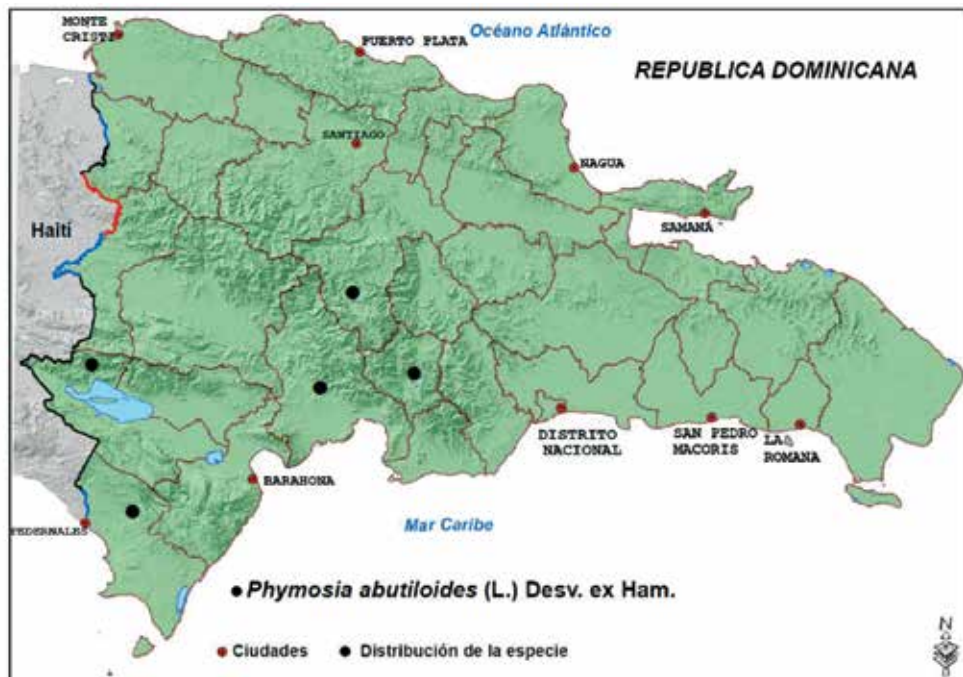 MONTE
CRISTI
PUERTO PLATA
Océano Atlántico
REPUBLICA DOMINICANA
SANTIAGO
NAGUA
SAMANÁ
Haití
DISTRITO
NACIONAL
SAN PEDRO
MACORIS
LA
ROMANA
BARAHONA
PEDERNALES
Mar Caribe
Phymosia abutiloides (L.) Desv. ex Ham.
Ciudades
Distribución de la especie
N